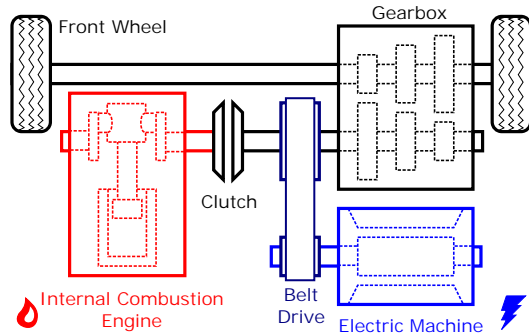 Front Wheel
Gearbox
Clutch
Internal Combustion
Engine
Belt
Drive
Electric Machine